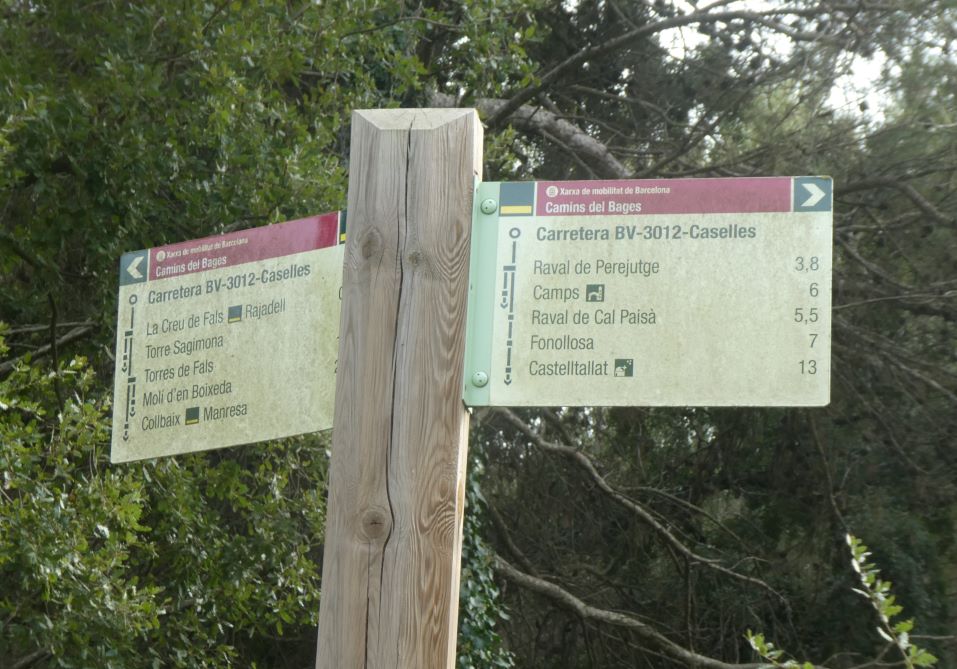 Xarxa de mobilitat de Barcelona
Camins del Bages
Carretera BV-3012-Caselles
La Creu de Fals Rajadell
Torre Sagimona
Torres de Fals
Molí d'en Boixeda
Collbaix Manresa
Xarxa de mobilitat de Barcelona
Camins del Bages
Carretera BV-3012-Caselles
Raval de Perejutge 3,8
Camps 6
Raval de Cal Paisà 5,5
Fonollosa 7
Castelltallat 13